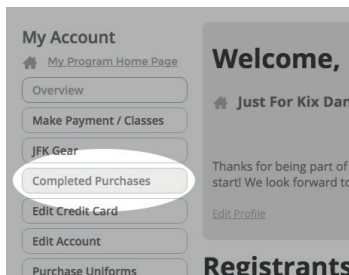 My Account
My Program Home Page
Overview
Make Payment / Classes
JFK Gear
Completed Purchases
Edit Credit Card
Edit Account
Purchase Uniforms
Welcome,
Just For Kix Dan
Thanks for being part of
start! We look forward to
Edit Profile
Registrants